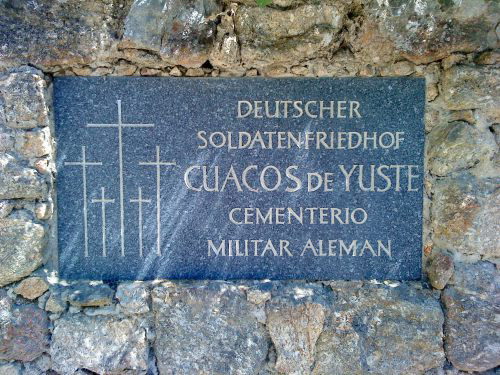 DEUTSCHER
SOLDATENFRIEDHOF
CUACOS DE YUSTE
CEMENTERIO
MILITAR ALEMAN